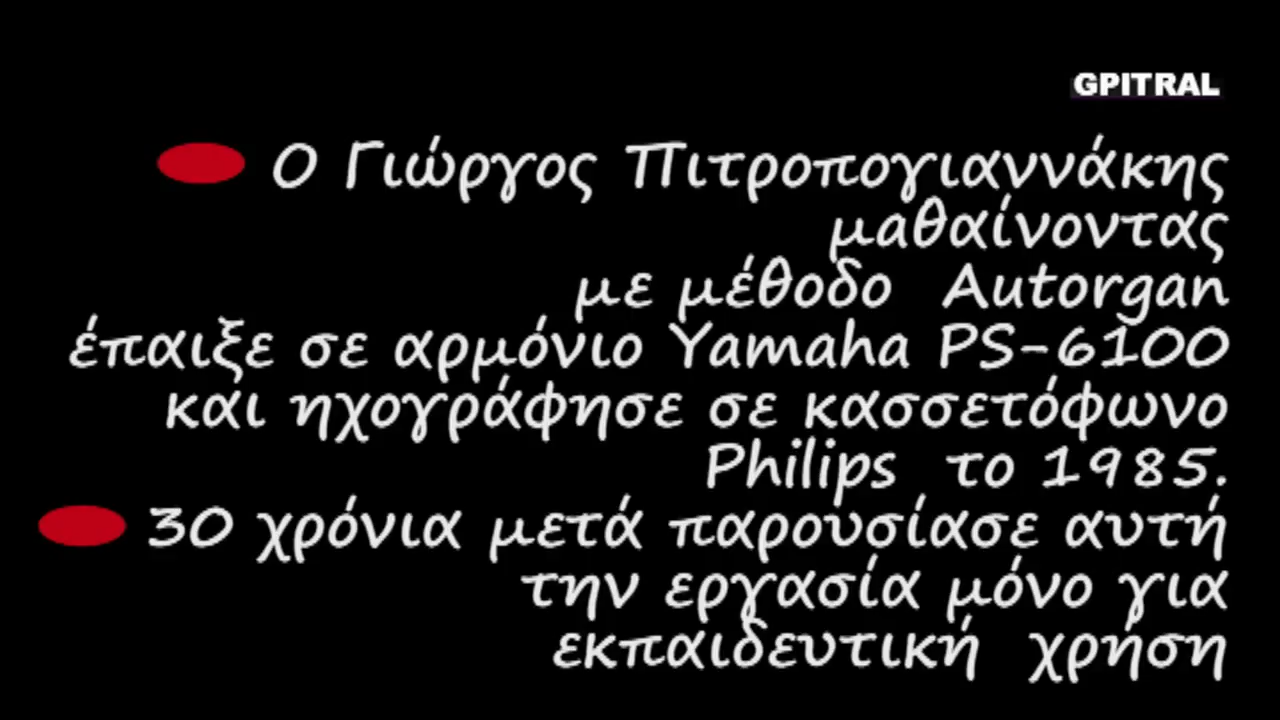 GPITRAL
Ο Γιώργος Πιτροπογιαννάκης
μαθαίνοντας
με μέθοδο Autorgan
έπαιξε σε αρμόνιο Yamaha PS-6100
και ηχογράφησε σε κασσετόφωνο
Philips το 1985.
30 χρόνια μετά παρουσίασε αυτή
την εργασία μόνο για
εκπαιδευτική χρήση